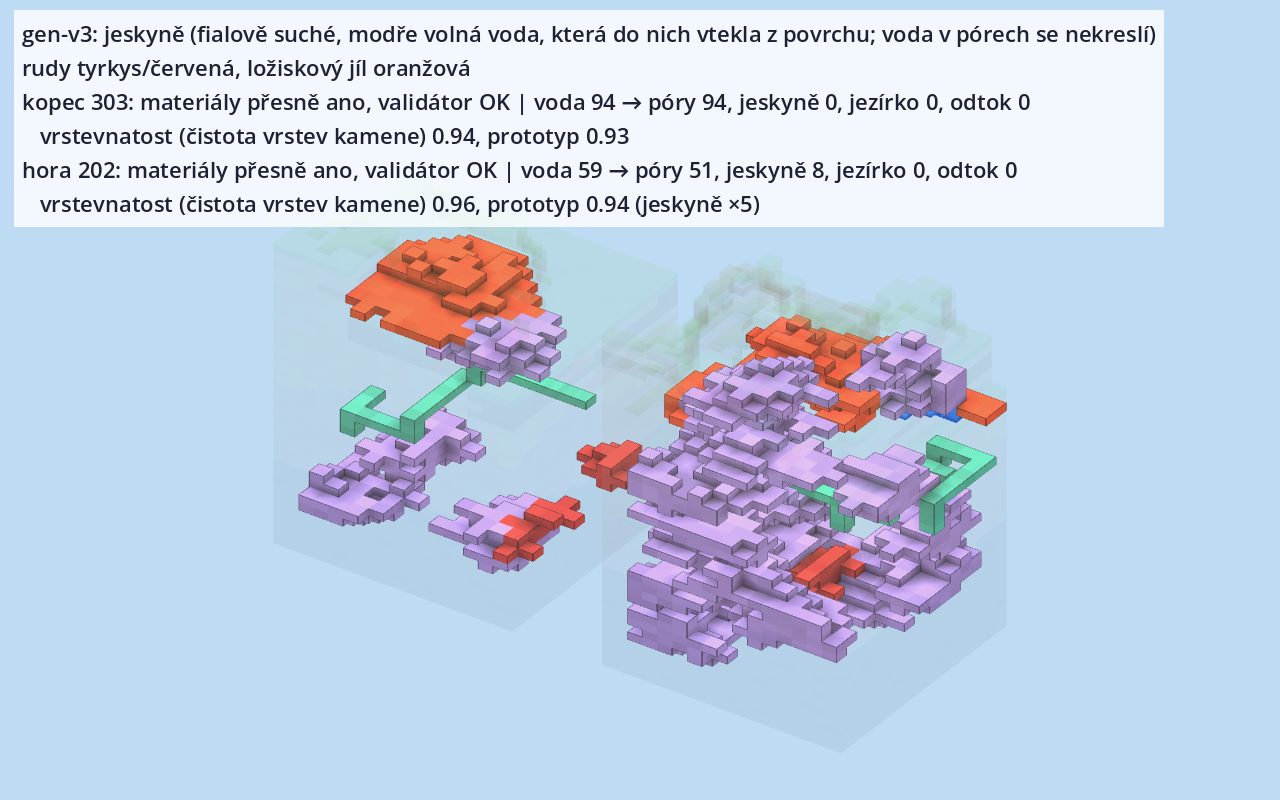 gen-v3: jeskyně (fialově suché, modře volná voda, která do nich vtekla z povrchu; voda v pórech se nekreslí)
rudy tyrkys/červená, ložiskový jíl oranžová
kopec 303: materiály přesně ano, validátor OK | voda 94 → póry 94, jeskyně 0, jezírko 0, odtok 0
vrstevnatost (čistota vrstev kamene) 0.94, prototyp 0.93
hora 202: materiály přesně ano, validátor OK | voda 59 → póry 51, jeskyně 8, jezírko 0, odtok 0
vrstevnatost (čistota vrstev kamene) 0.96, prototyp 0.94 (jeskyně ×5)